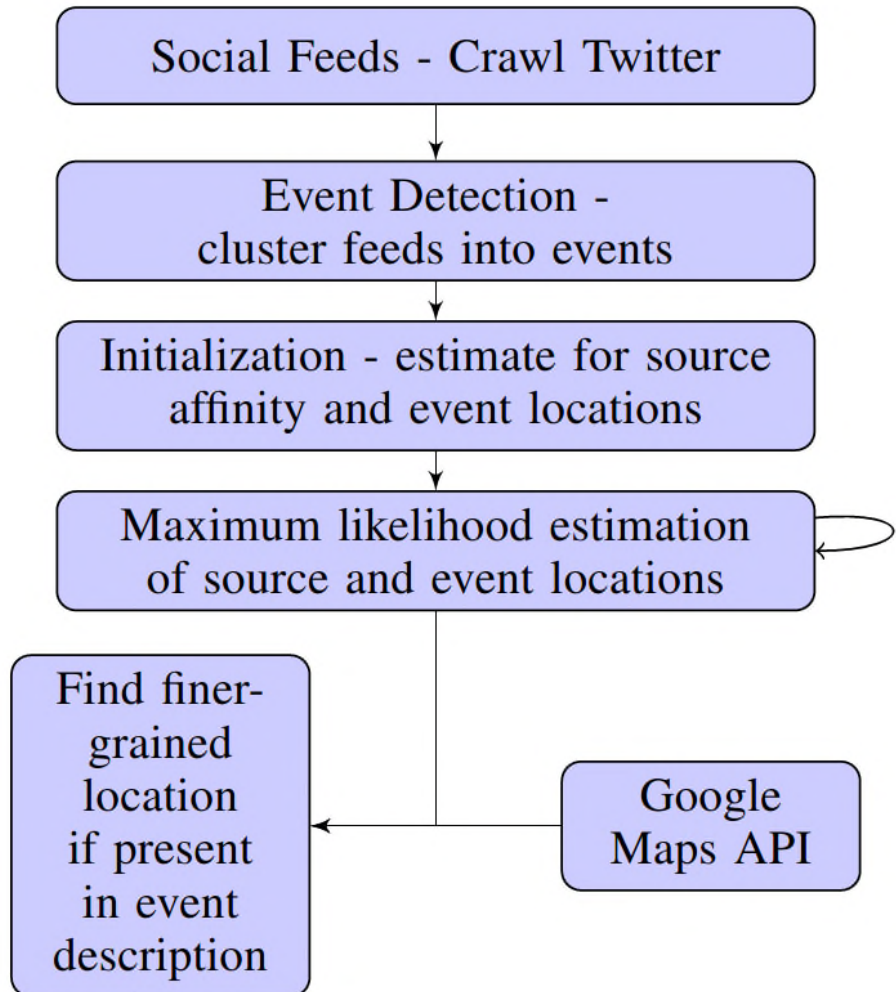 Social Feeds - Crawl Twitter
Event Detection -
cluster feeds into events
Initialization - estimate for source
affinity and event locations
Maximum likelihood estimation
of source and event locations
Find finer-
grained
location
if present
in event
description
Google
Maps API